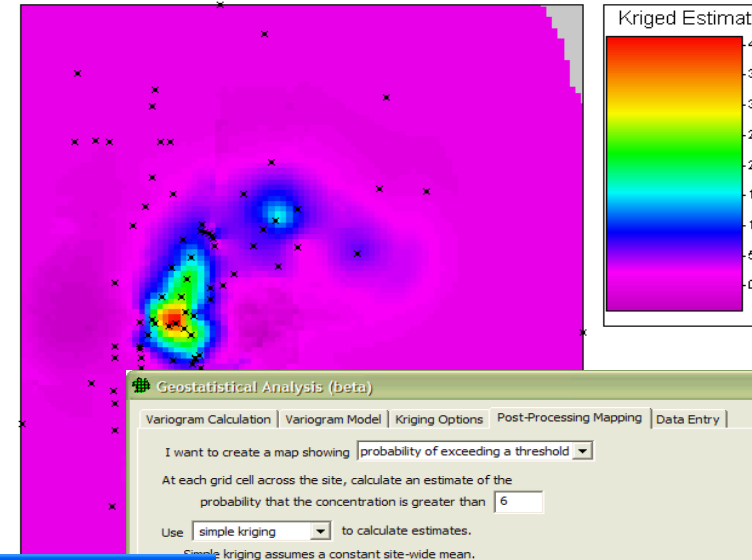 Kriged Estimat
Geostatistical Analysis (beta)
Variogram Calculation Variogram Model Kriging Options Post-Processing Mapping Data Entry
I want to create a map showing probability of exceeding a threshold
At each grid cell across the site, calculate an estimate of the
probability that the concentration is greater than 6
Use simple kriging to calculate estimates.
Simple kriging assumes a constant site-wide mean.